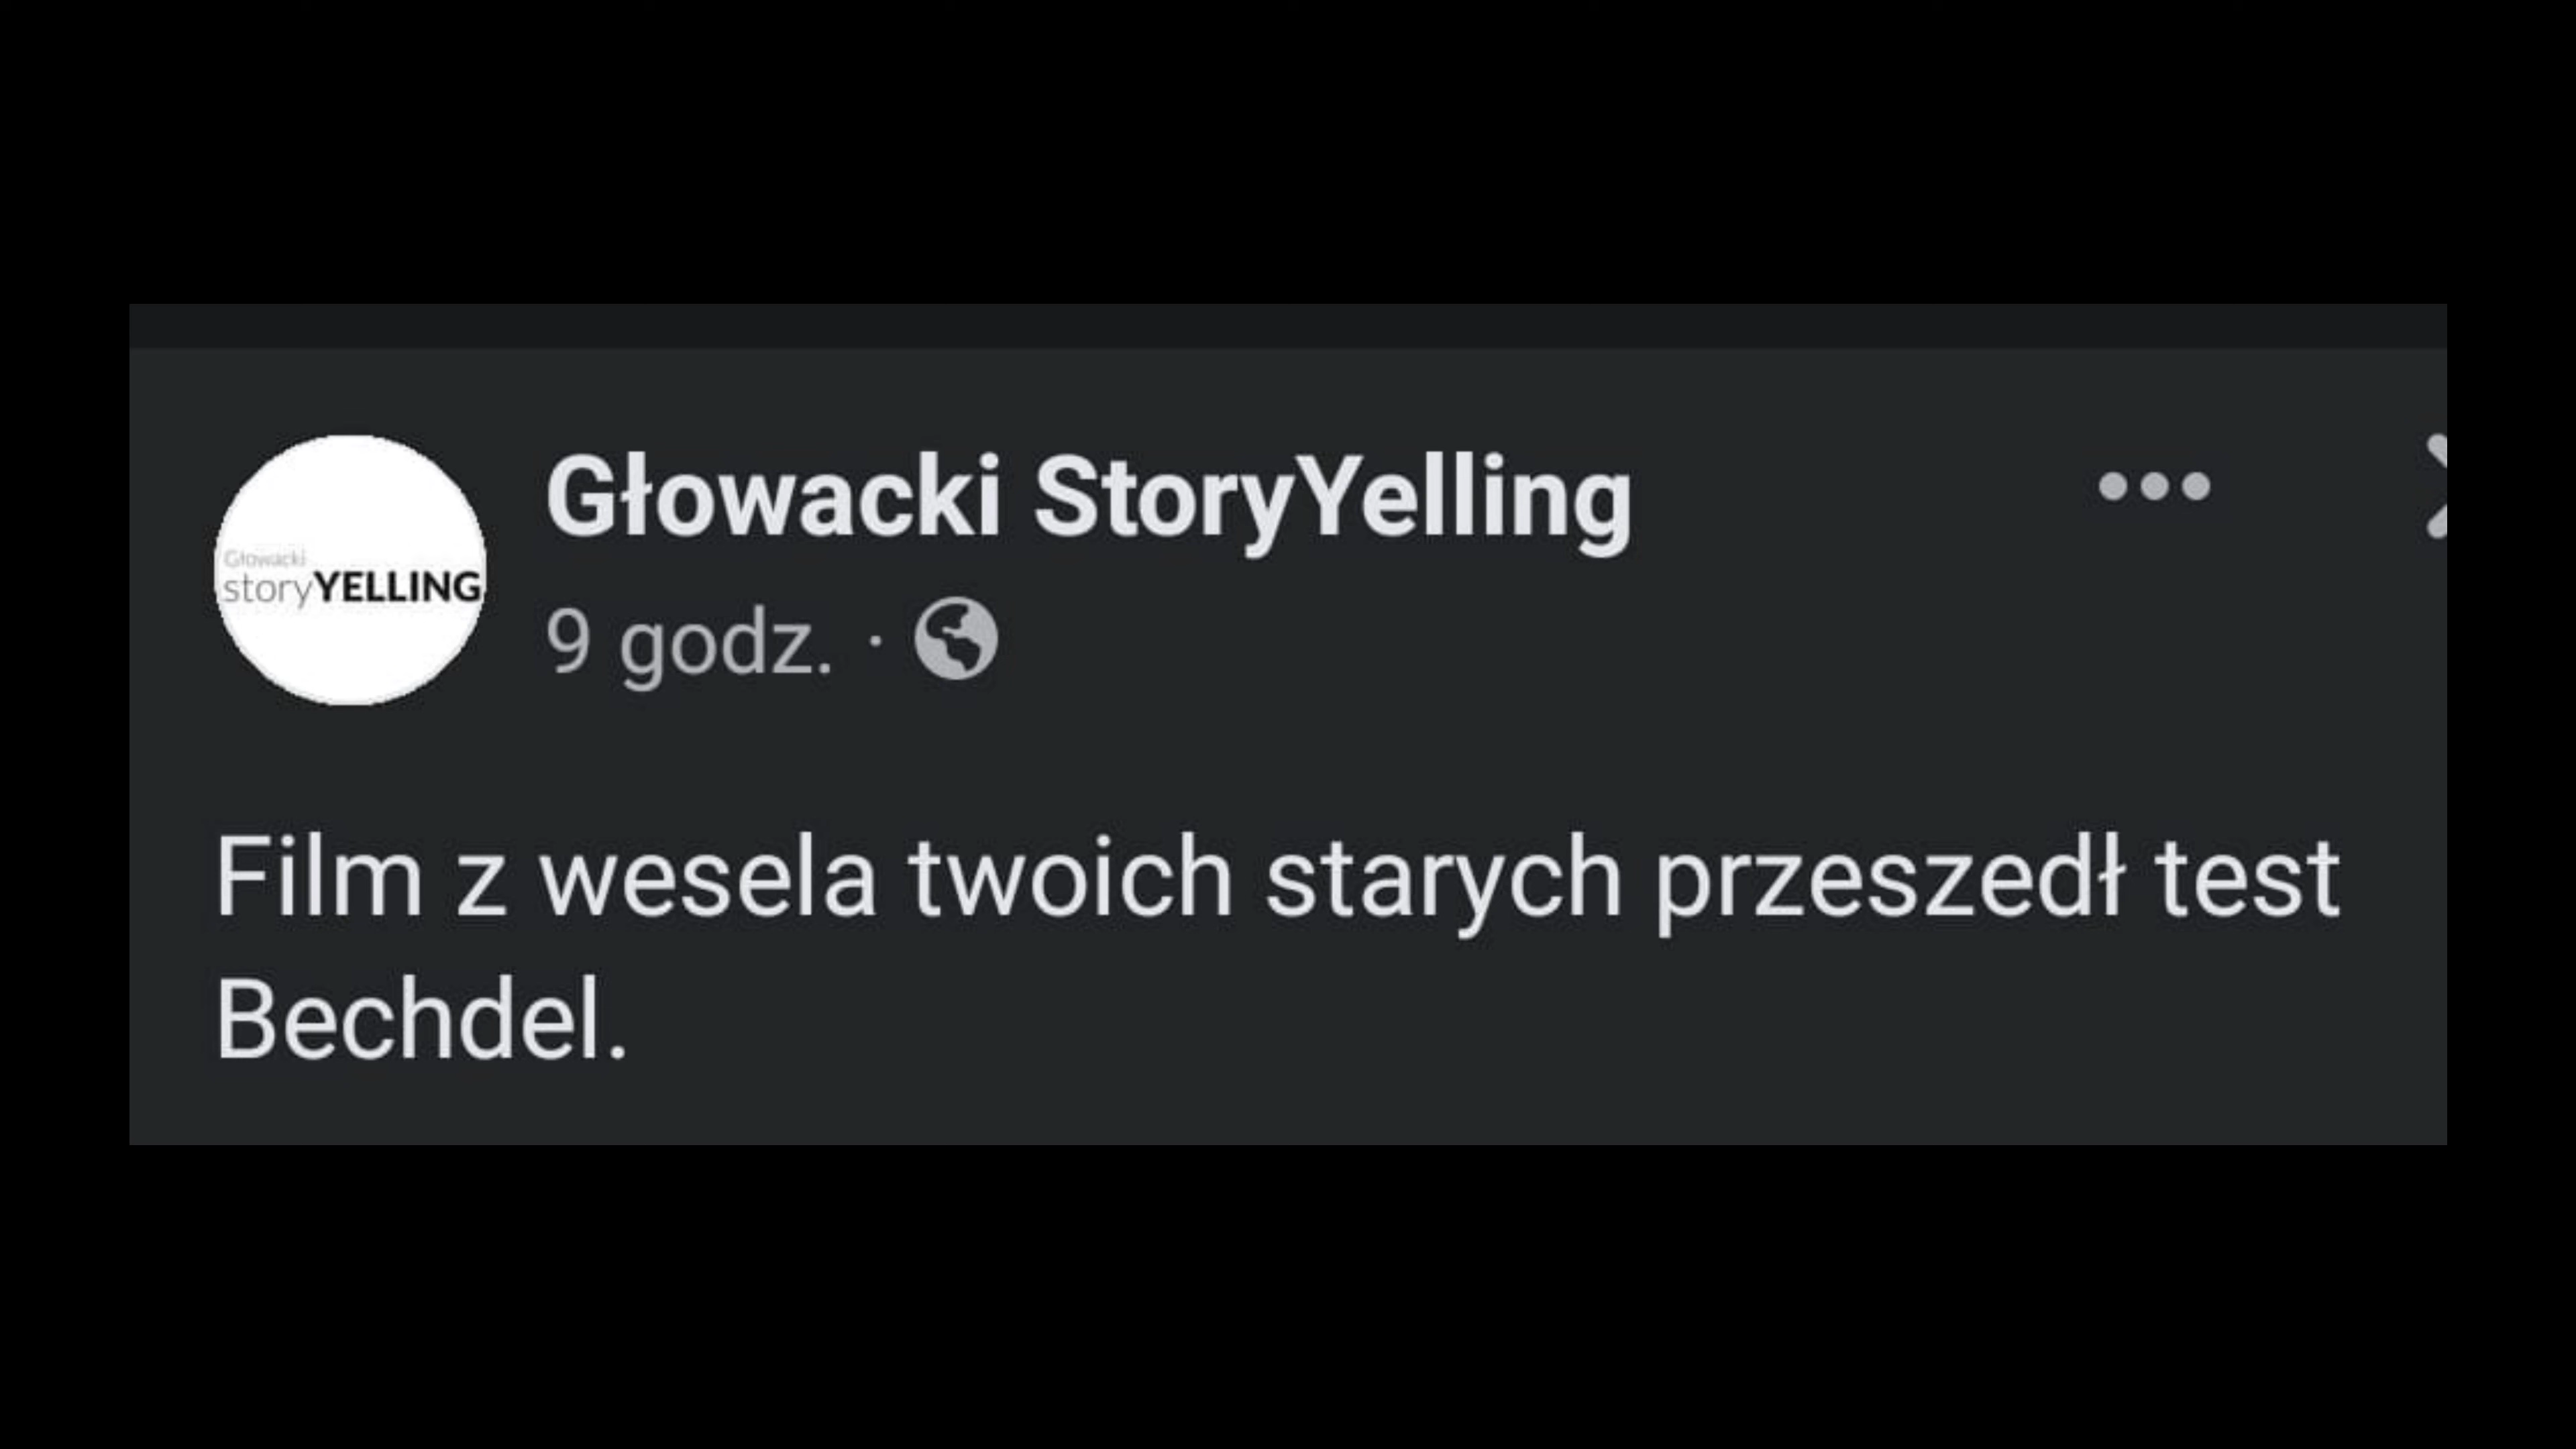 Głowacki StoryYelling
Głowacki
storyYELLING
9 godz. ·
Film z wesela twoich starych przeszedł test
Bechdel.